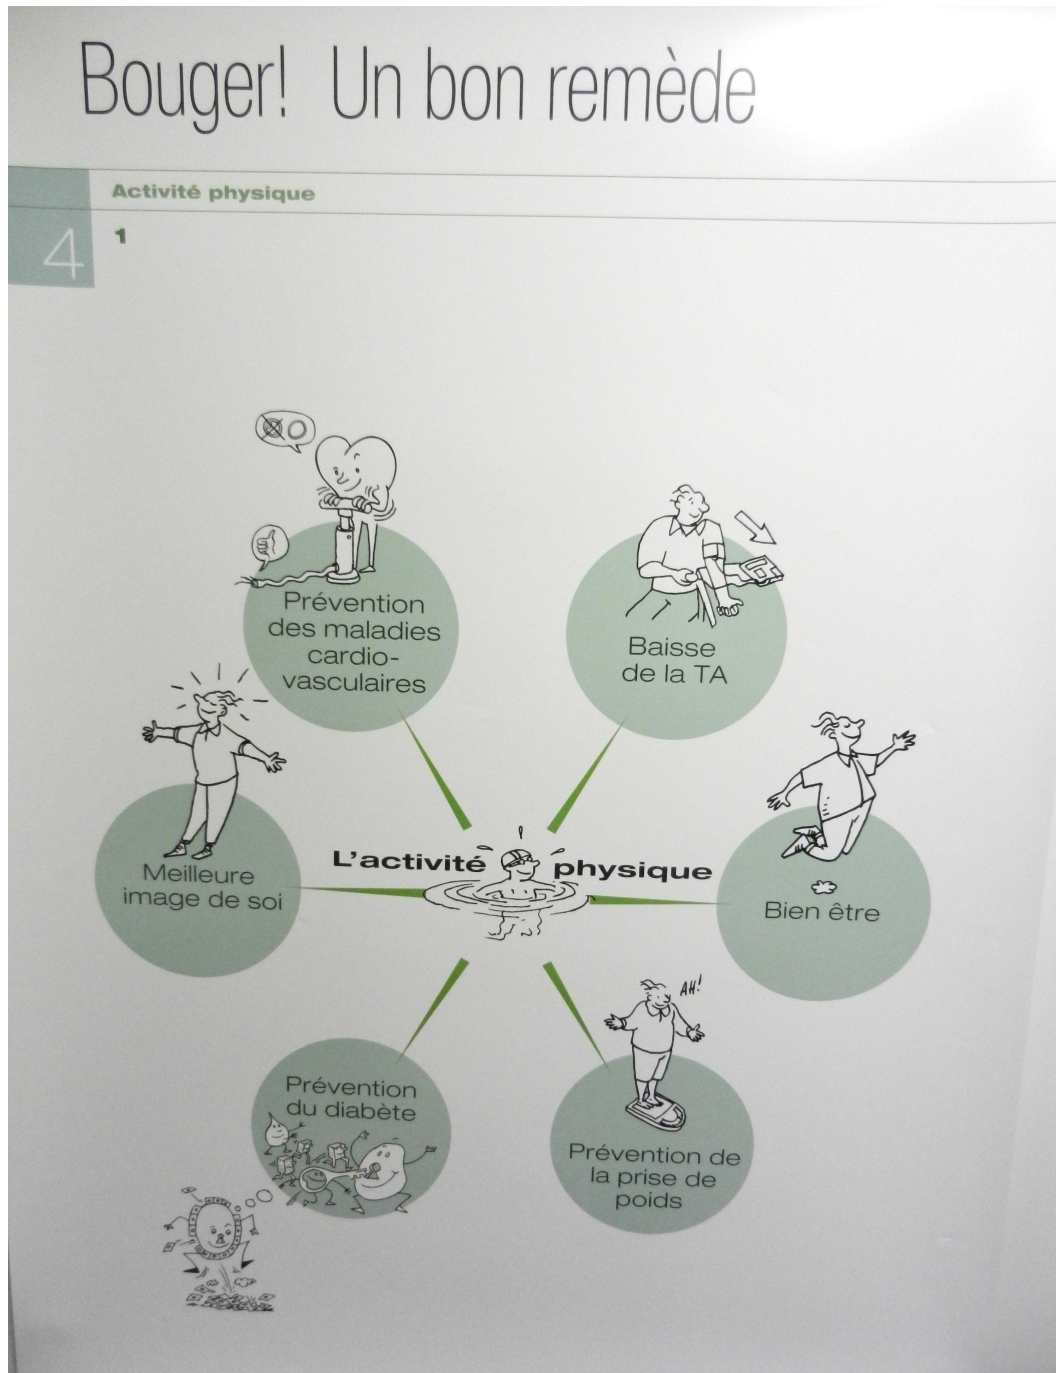 Bouger! Un bon remède
Activité physique
4
1
Prévention
des maladies
cardio-
vasculaires
Baisse
de la TA
Meilleure
image de soi
L'activité physique
Bien être
AH!
Prévention
du diabète
Prévention de
la prise de
poids